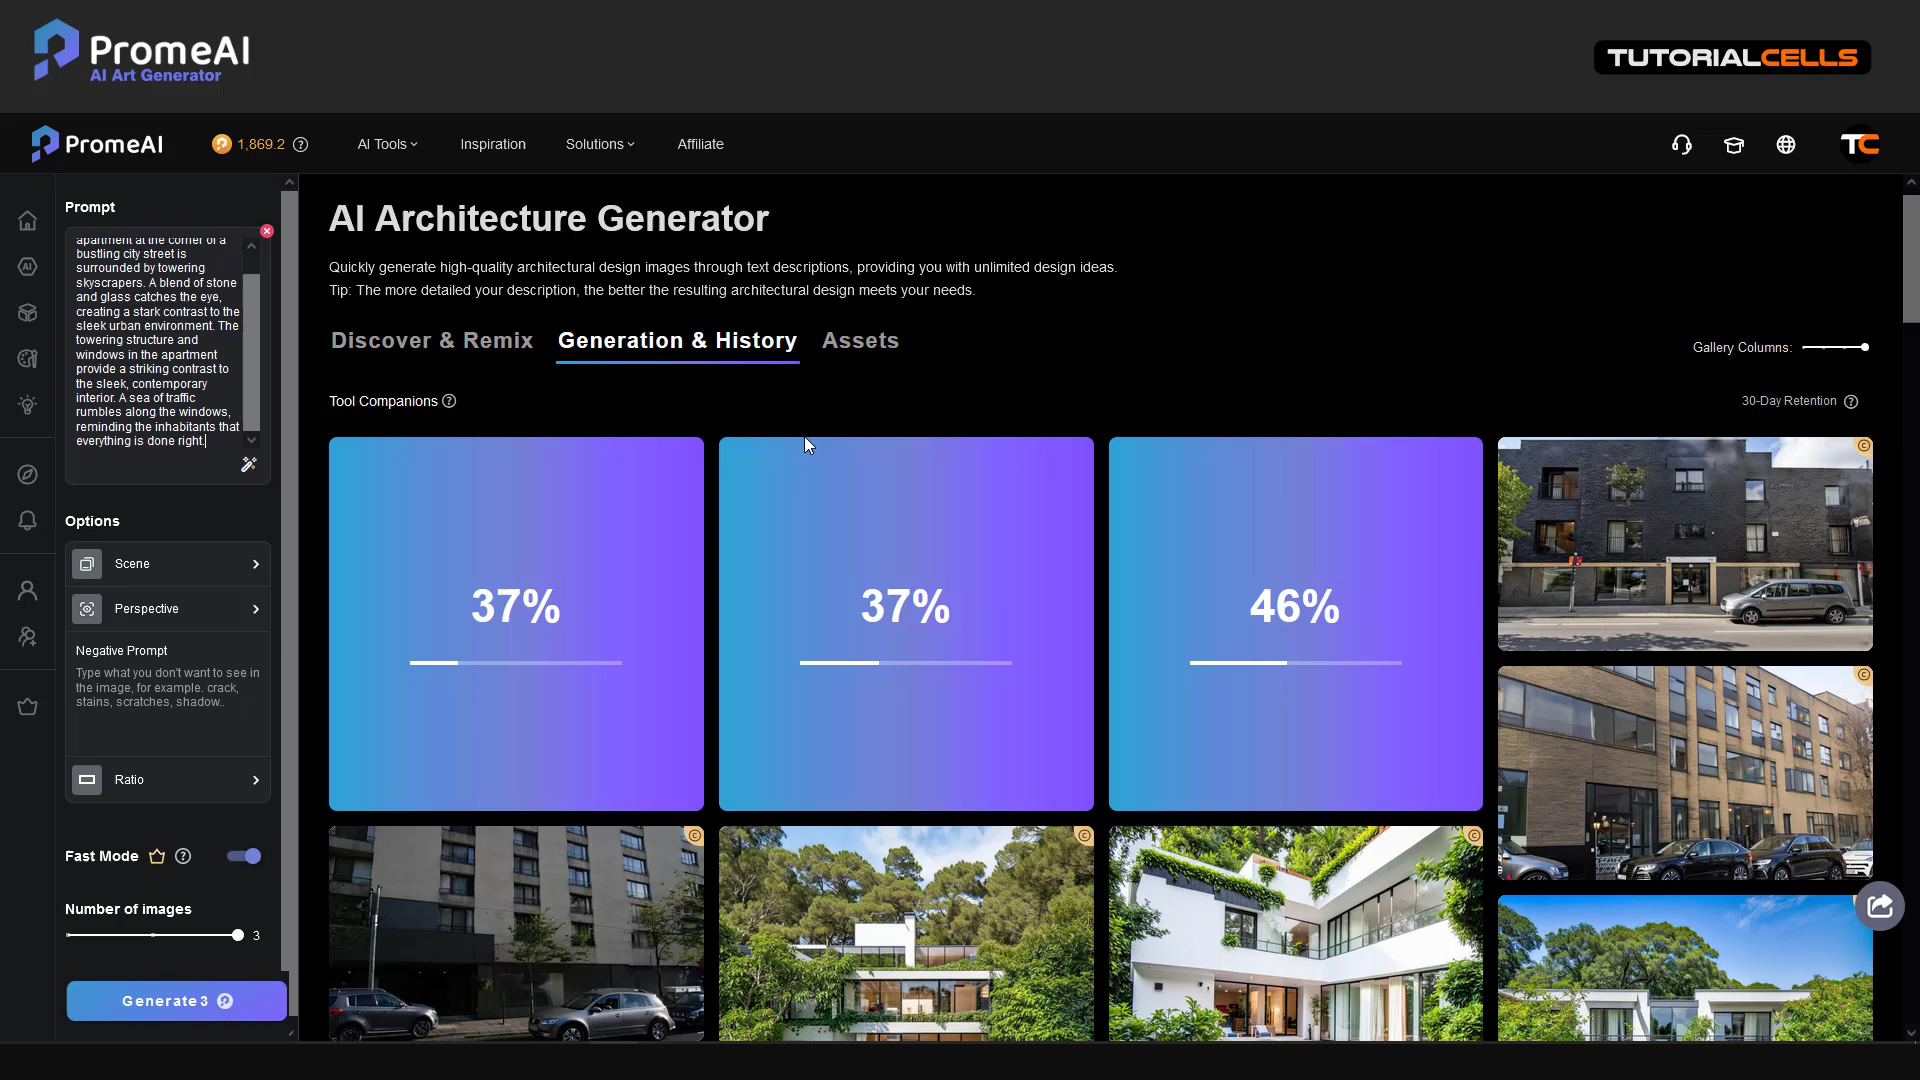 PromeAI
AI Art Generator
TUTORIALCELLS
PromeAI
1,869.2
AI Tools
Inspiration
Solutions
Affiliate
TC
Prompt
apartment at the corner of a
bustling city street is
surrounded by towering
skyscrapers. A blend of stone
and glass catches the eye,
creating a stark contrast to the
sleek urban environment. The
towering structure and
windows in the apartment
provide a striking contrast to
the sleek, contemporary
interior. A sea of traffic
rumbles along the windows,
reminding the inhabitants that
everything is done right.
Options
Scene
Perspective
Negative Prompt
Type what you don't want to see in
the image, for example. crack,
stains, scratches, shadow..
Ratio
Fast Mode
Number of images
3
Generate 3
AI Architecture Generator
Quickly generate high-quality architectural design images through text descriptions, providing you with unlimited design ideas.
Tip: The more detailed your description, the better the resulting architectural design meets your needs.
Discover & Remix
Generation & History
Assets
Gallery Columns:
Tool Companions
30-Day Retention
37%
37%
46%